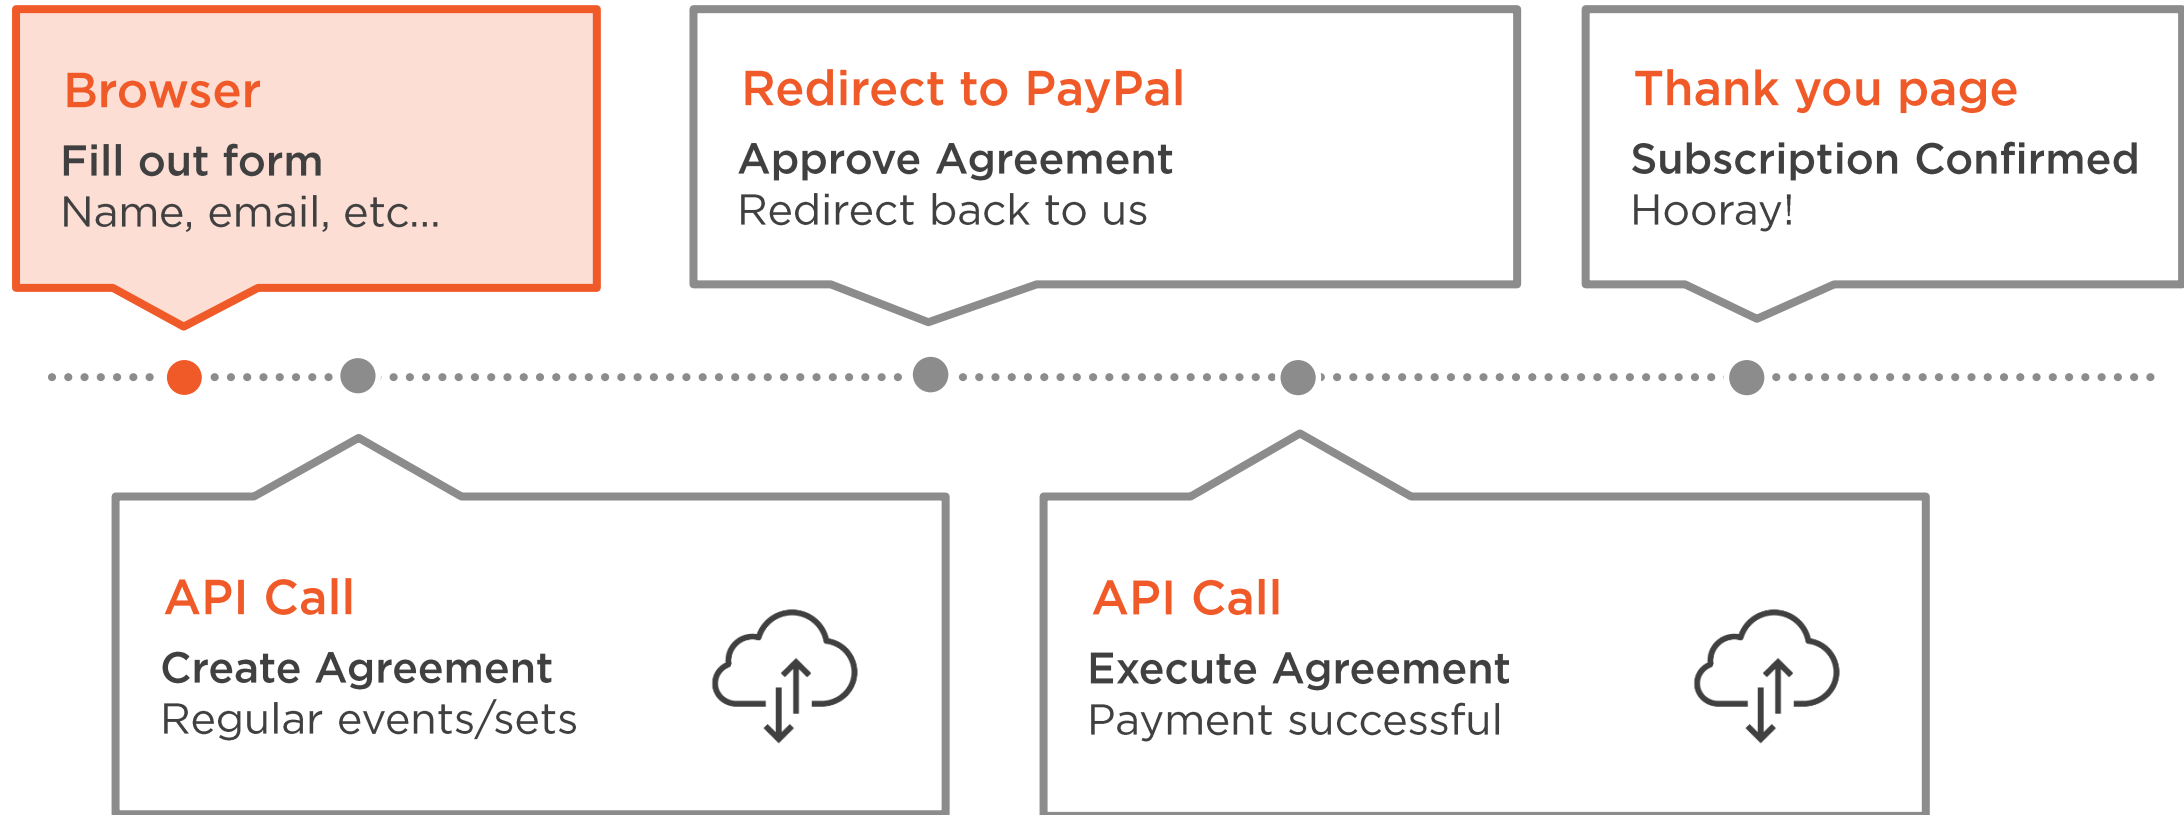 Browser
Fill out form
Name, email, etc...
Redirect to PayPal
Approve Agreement
Redirect back to us
Thank you page
Subscription Confirmed
Hooray!
API Call
Create Agreement
Regular events/sets
API Call
Execute Agreement
Payment successful